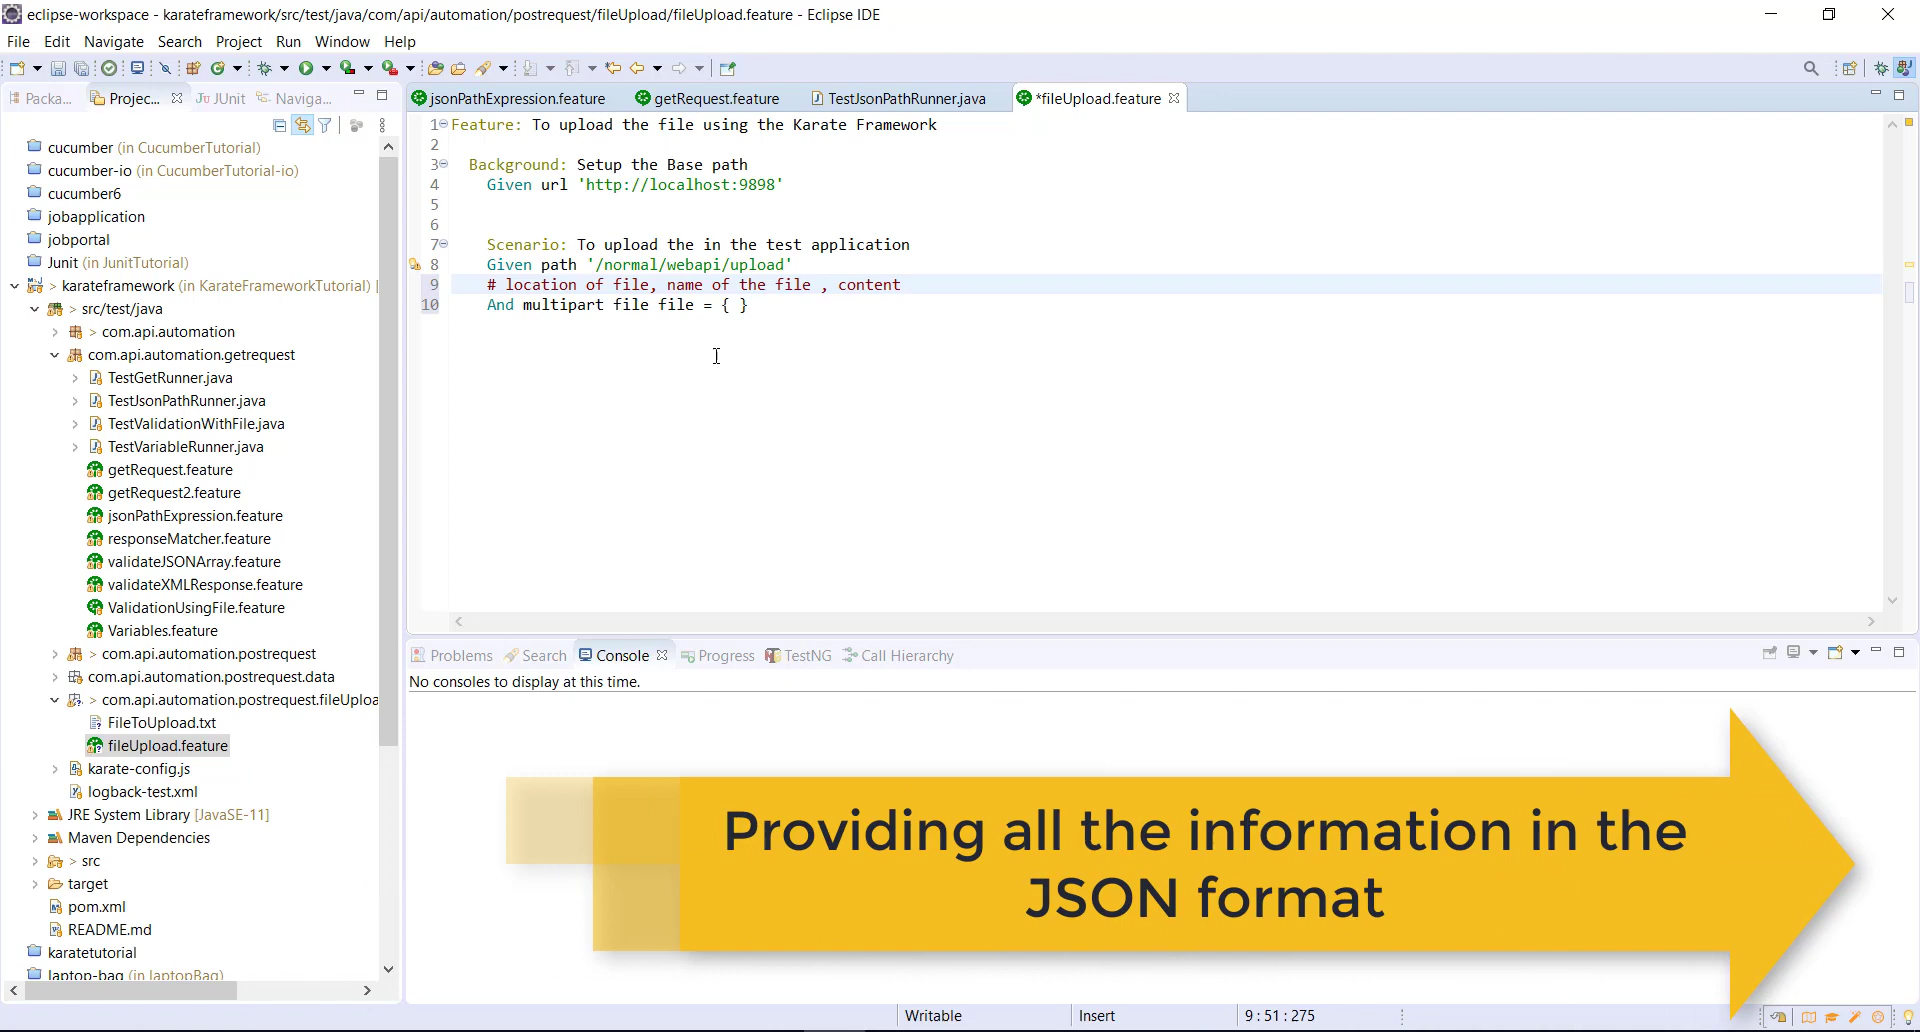 eclipse-workspace - karateframework/src/test/java/com/api/automation/postrequest/fileUpload/fileUpload.feature - Eclipse IDE
File Edit Navigate Search Project Run Window Help
Packa... Projec... JUnit Naviga...
jsonPathExpression.feature getRequest.feature TestJsonPathRunner.java *fileUpload.feature
cucumber (in CucumberTutorial)
cucumber-io (in CucumberTutorial-io)
cucumber6
jobapplication
jobportal
Junit (in JunitTutorial)
> karateframework (in KarateFrameworkTutorial) [
> src/test/java
> com.api.automation
com.api.automation.getrequest
TestGetRunner.java
TestJsonPathRunner.java
TestValidationWithFile.java
TestVariableRunner.java
getRequest.feature
getRequest2.feature
jsonPathExpression.feature
responseMatcher.feature
validateJSONArray.feature
validateXMLResponse.feature
ValidationUsingFile.feature
Variables.feature
> com.api.automation.postrequest
com.api.automation.postrequest.data
> com.api.automation.postrequest.fileUploa
FileToUpload.txt
fileUpload.feature
karate-config.js
logback-test.xml
JRE System Library [JavaSE-11]
Maven Dependencies
> src
target
pom.xml
README.md
karatetutorial
laptop-bag (in laptopBag)
1 Feature: To upload the file using the Karate Framework
2
3 Background: Setup the Base path
4 Given url 'http://localhost:9898'
5
6
7 Scenario: To upload the in the test application
8 Given path '/normal/webapi/upload'
9 # location of file, name of the file , content
10 And multipart file file = { }
Problems Search Console Progress TestNG Call Hierarchy
No consoles to display at this time.
Providing all the information in the
JSON format
Writable Insert 9 : 51 : 275